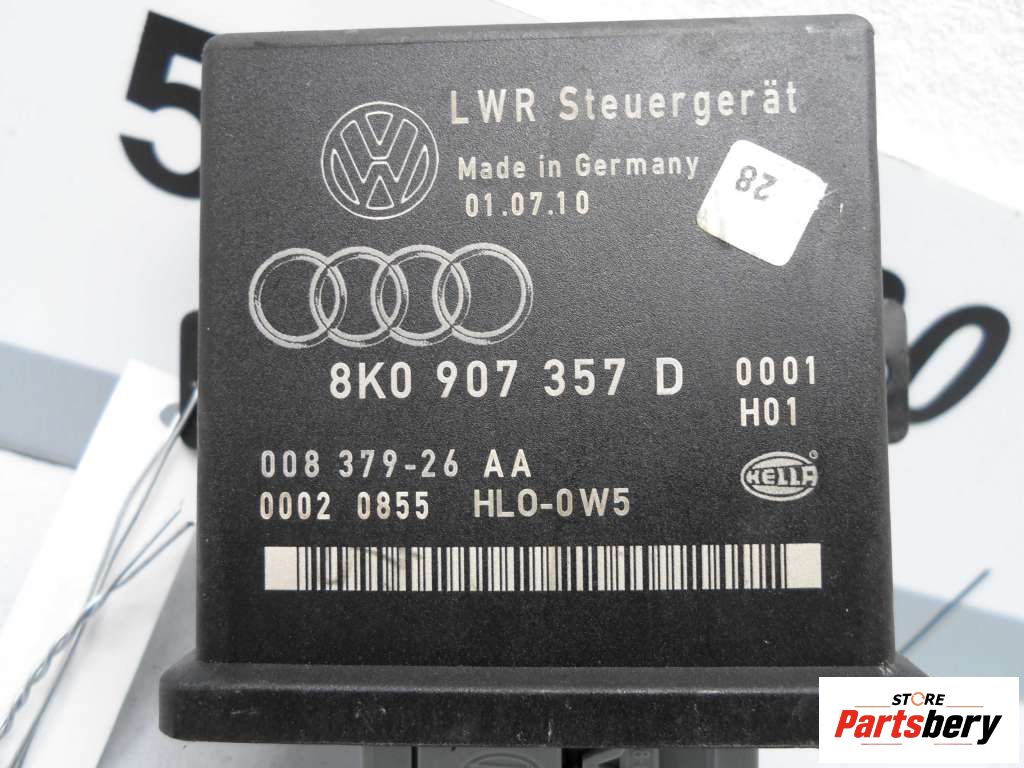 5
LWR Steuergerät
Made in Germany
01.07.10
28
8K0 907 357 D
0001
H01
008 379-26 AA
0002 0855 HLO-0W5
HELLA
STORE
Partsbery